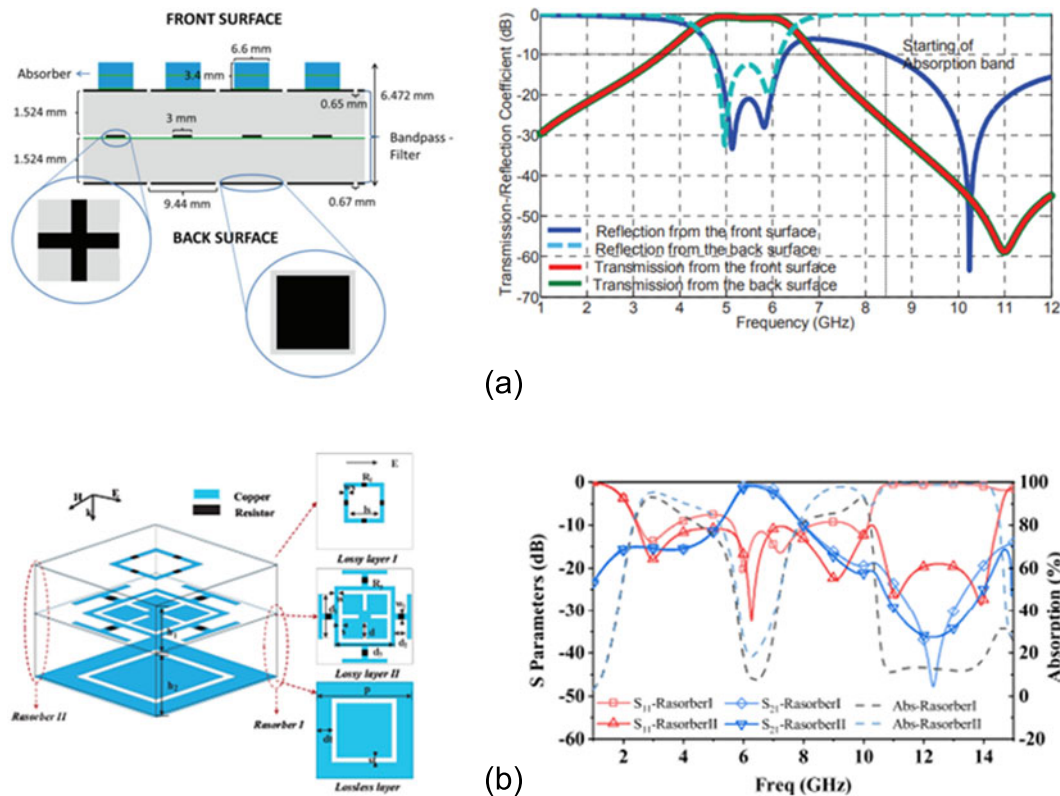 FRONT SURFACE
6.6 mm
Absorber
3.4 mm
1.524 mm
0.65 mm
6.472 mm
3 mm
Bandpass -
Filter
1.524 mm
9.44 mm
0.67 mm
BACK SURFACE
Transmission-/Reflection Coefficient (dB)
0
-10
-20
-30
-40
-50
-60
-70
Starting of
Absorption band
Reflection from the front surface
Reflection from the back surface
Transmission from the front surface
Transmission from the back surface
1 2 3 4 5 6 7 8 9 10 11 12
Frequency (GHz)
(a)
H E
k
Copper
Resistor
E
Lossy layer I
Lossy layer II
P
Lossless layer
h₁
h₂
Rasorber II
Rasorber I
S Parameters (dB)
0
-10
-20
-30
-40
-50
-60
S₁₁-RasorberI S₂₁-RasorberI Abs-RasorberI
S₁₁-RasorberII S₂₁-RasorberII Abs-RasorberII
2 4 6 8 10 12 14
Freq (GHz)
100
80
60
40
20
0
-20
Absorption (%)
(b)